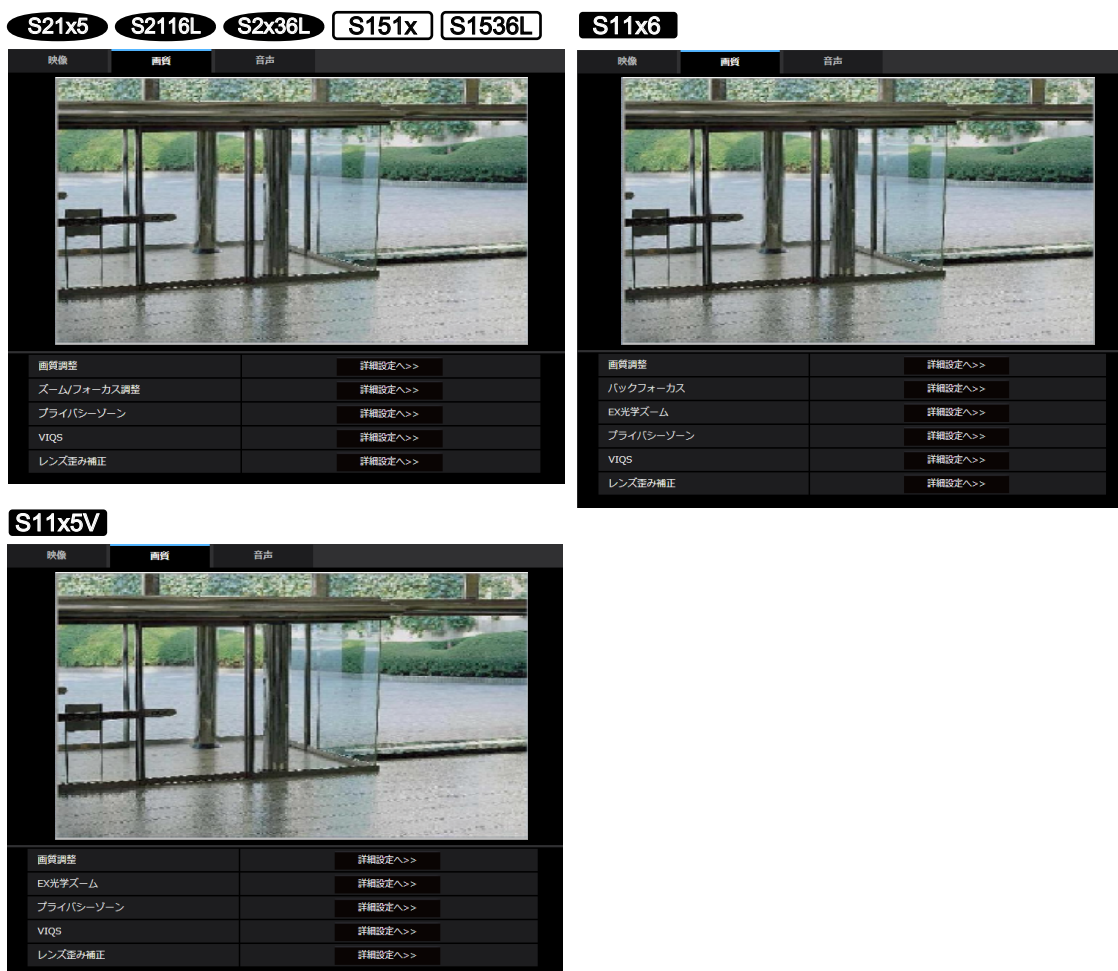 S21x5 S2116L S2x36L S151x S1536L
映像 画質 音声
画質調整 詳細設定へ>>
ズーム/フォーカス調整 詳細設定へ>>
プライバシーゾーン 詳細設定へ>>
VIQS 詳細設定へ>>
レンズ歪み補正 詳細設定へ>>
S11x6
映像 画質 音声
画質調整 詳細設定へ>>
バックフォーカス 詳細設定へ>>
EX光学ズーム 詳細設定へ>>
プライバシーゾーン 詳細設定へ>>
VIQS 詳細設定へ>>
レンズ歪み補正 詳細設定へ>>
S11x5V
映像 画質 音声
画質調整 詳細設定へ>>
EX光学ズーム 詳細設定へ>>
プライバシーゾーン 詳細設定へ>>
VIQS 詳細設定へ>>
レンズ歪み補正 詳細設定へ>>